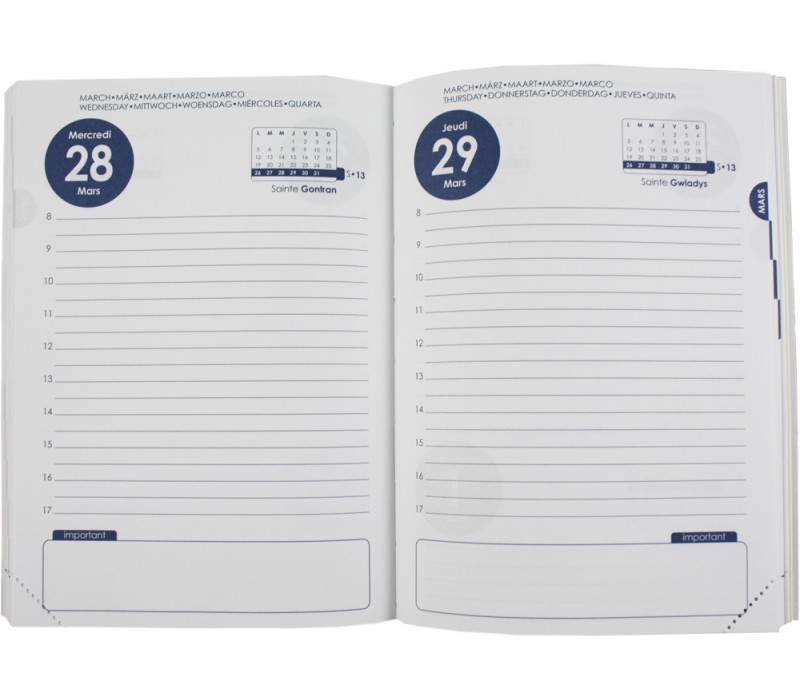 MARCH•MÄRZ•MAART•MARZO•MARCO
WEDNESDAY•MITTWOCH•WOENSDAG•MIÉRCOLES•QUARTA
Mercredi
28
Mars
L M M J V S D
1 2 3 4
5 6 7 8 9 10 11
12 13 14 15 16 17 18
19 20 21 22 23 24 25
26 27 28 29 30 31
S•13
Sainte Gontran
8
9
10
11
12
13
14
15
16
17
important
MARCH•MÄRZ•MAART•MARZO•MARCO
THURSDAY•DONNERSTAG•DONDERDAG•JUEVES•QUINTA
Jeudi
29
Mars
L M M J V S D
1 2 3 4
5 6 7 8 9 10 11
12 13 14 15 16 17 18
19 20 21 22 23 24 25
26 27 28 29 30 31
S•13
Sainte Gwladys
MARS
8
9
10
11
12
13
14
15
16
17
important